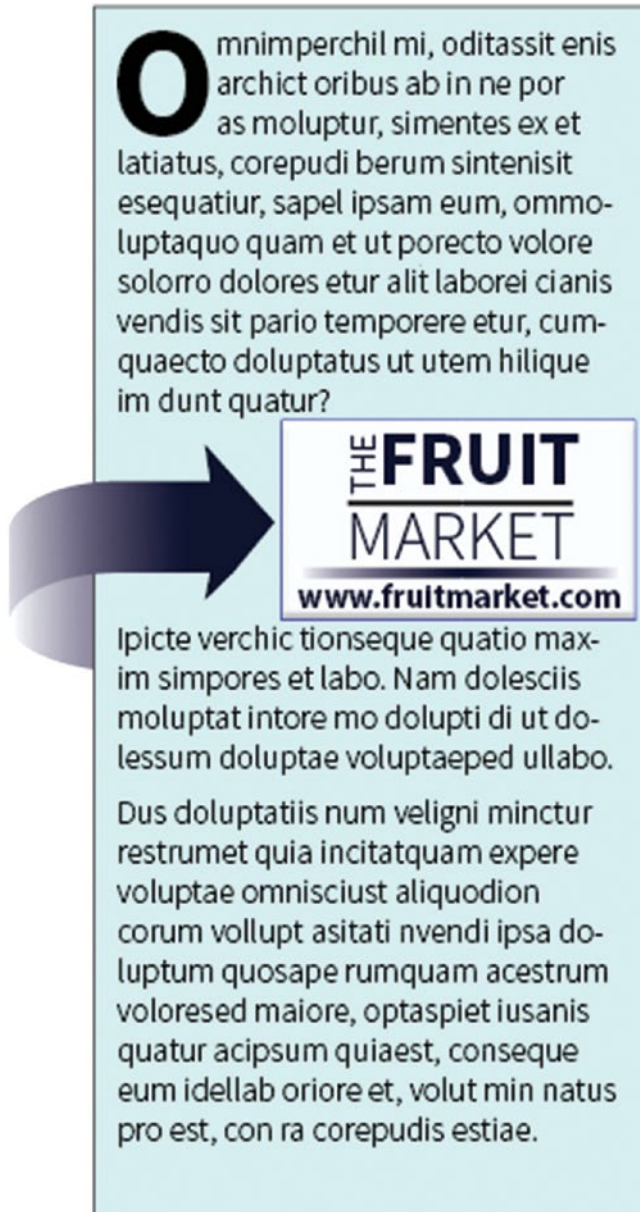 Omnimperchil mi, oditassit enis
archict oribus ab in ne por
as moluptur, simentes ex et
latiatus, corepudi berum sintenisit
esequatiur, sapel ipsam eum, ommo-
luptaquo quam et ut porecto volore
solorro dolores etur alit laborei cianis
vendis sit pario temporere etur, cum-
quaecto doluptatus ut utem hilique
im dunt quatur?
THE FRUIT
MARKET
www.fruitmarket.com
Ipicte verchic tionseque quatio max-
im simpores et labo. Nam dolesciis
moluptat intore mo dolupti di ut do-
lessum doluptae voluptaeped ullabo.
Dus doluptatiis num veligni minctur
restrumet quia incitatquam expere
voluptae omnisciust aliquodion
corum vollupt asitati nvendi ipsa do-
luptum quosape rumquam acestrum
voloresed maiore, optaspiet iusanis
quatur acipsum quiaest, conseque
eum idellab oriore et, volut min natus
pro est, con ra corepudis estiae.